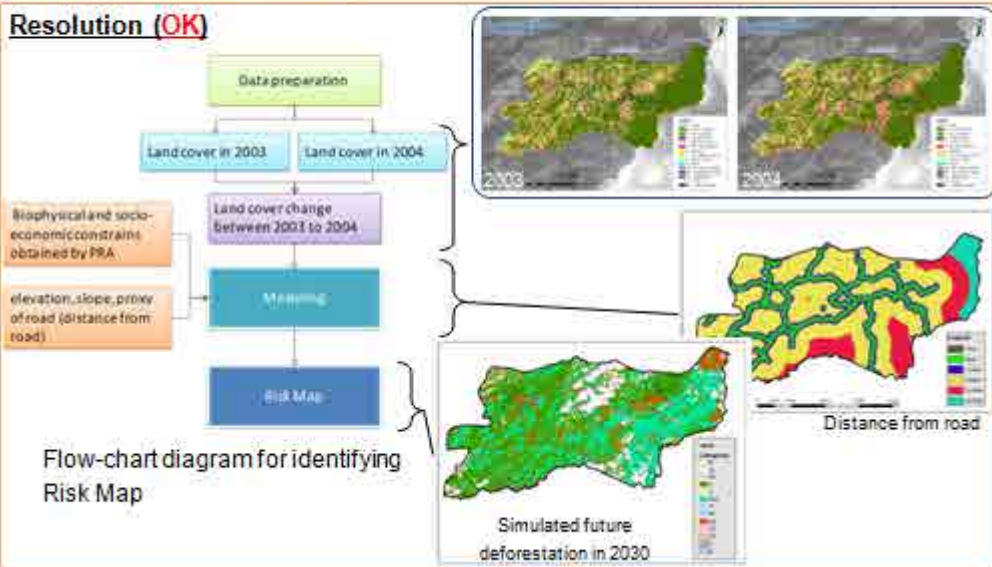 Resolution (OK)
Data preparation
Land cover in 2003
Land cover in 2004
Land cover change
between 2003 to 2004
Biophysical and socio-
economic constrains
obtained by PRA
elevation, slope, proxy
of road (distance from
road)
Modeling
Risk Map
Flow-chart diagram for identifying
Risk Map
2003
2004
Distance from road
Simulated future
deforestation in 2030